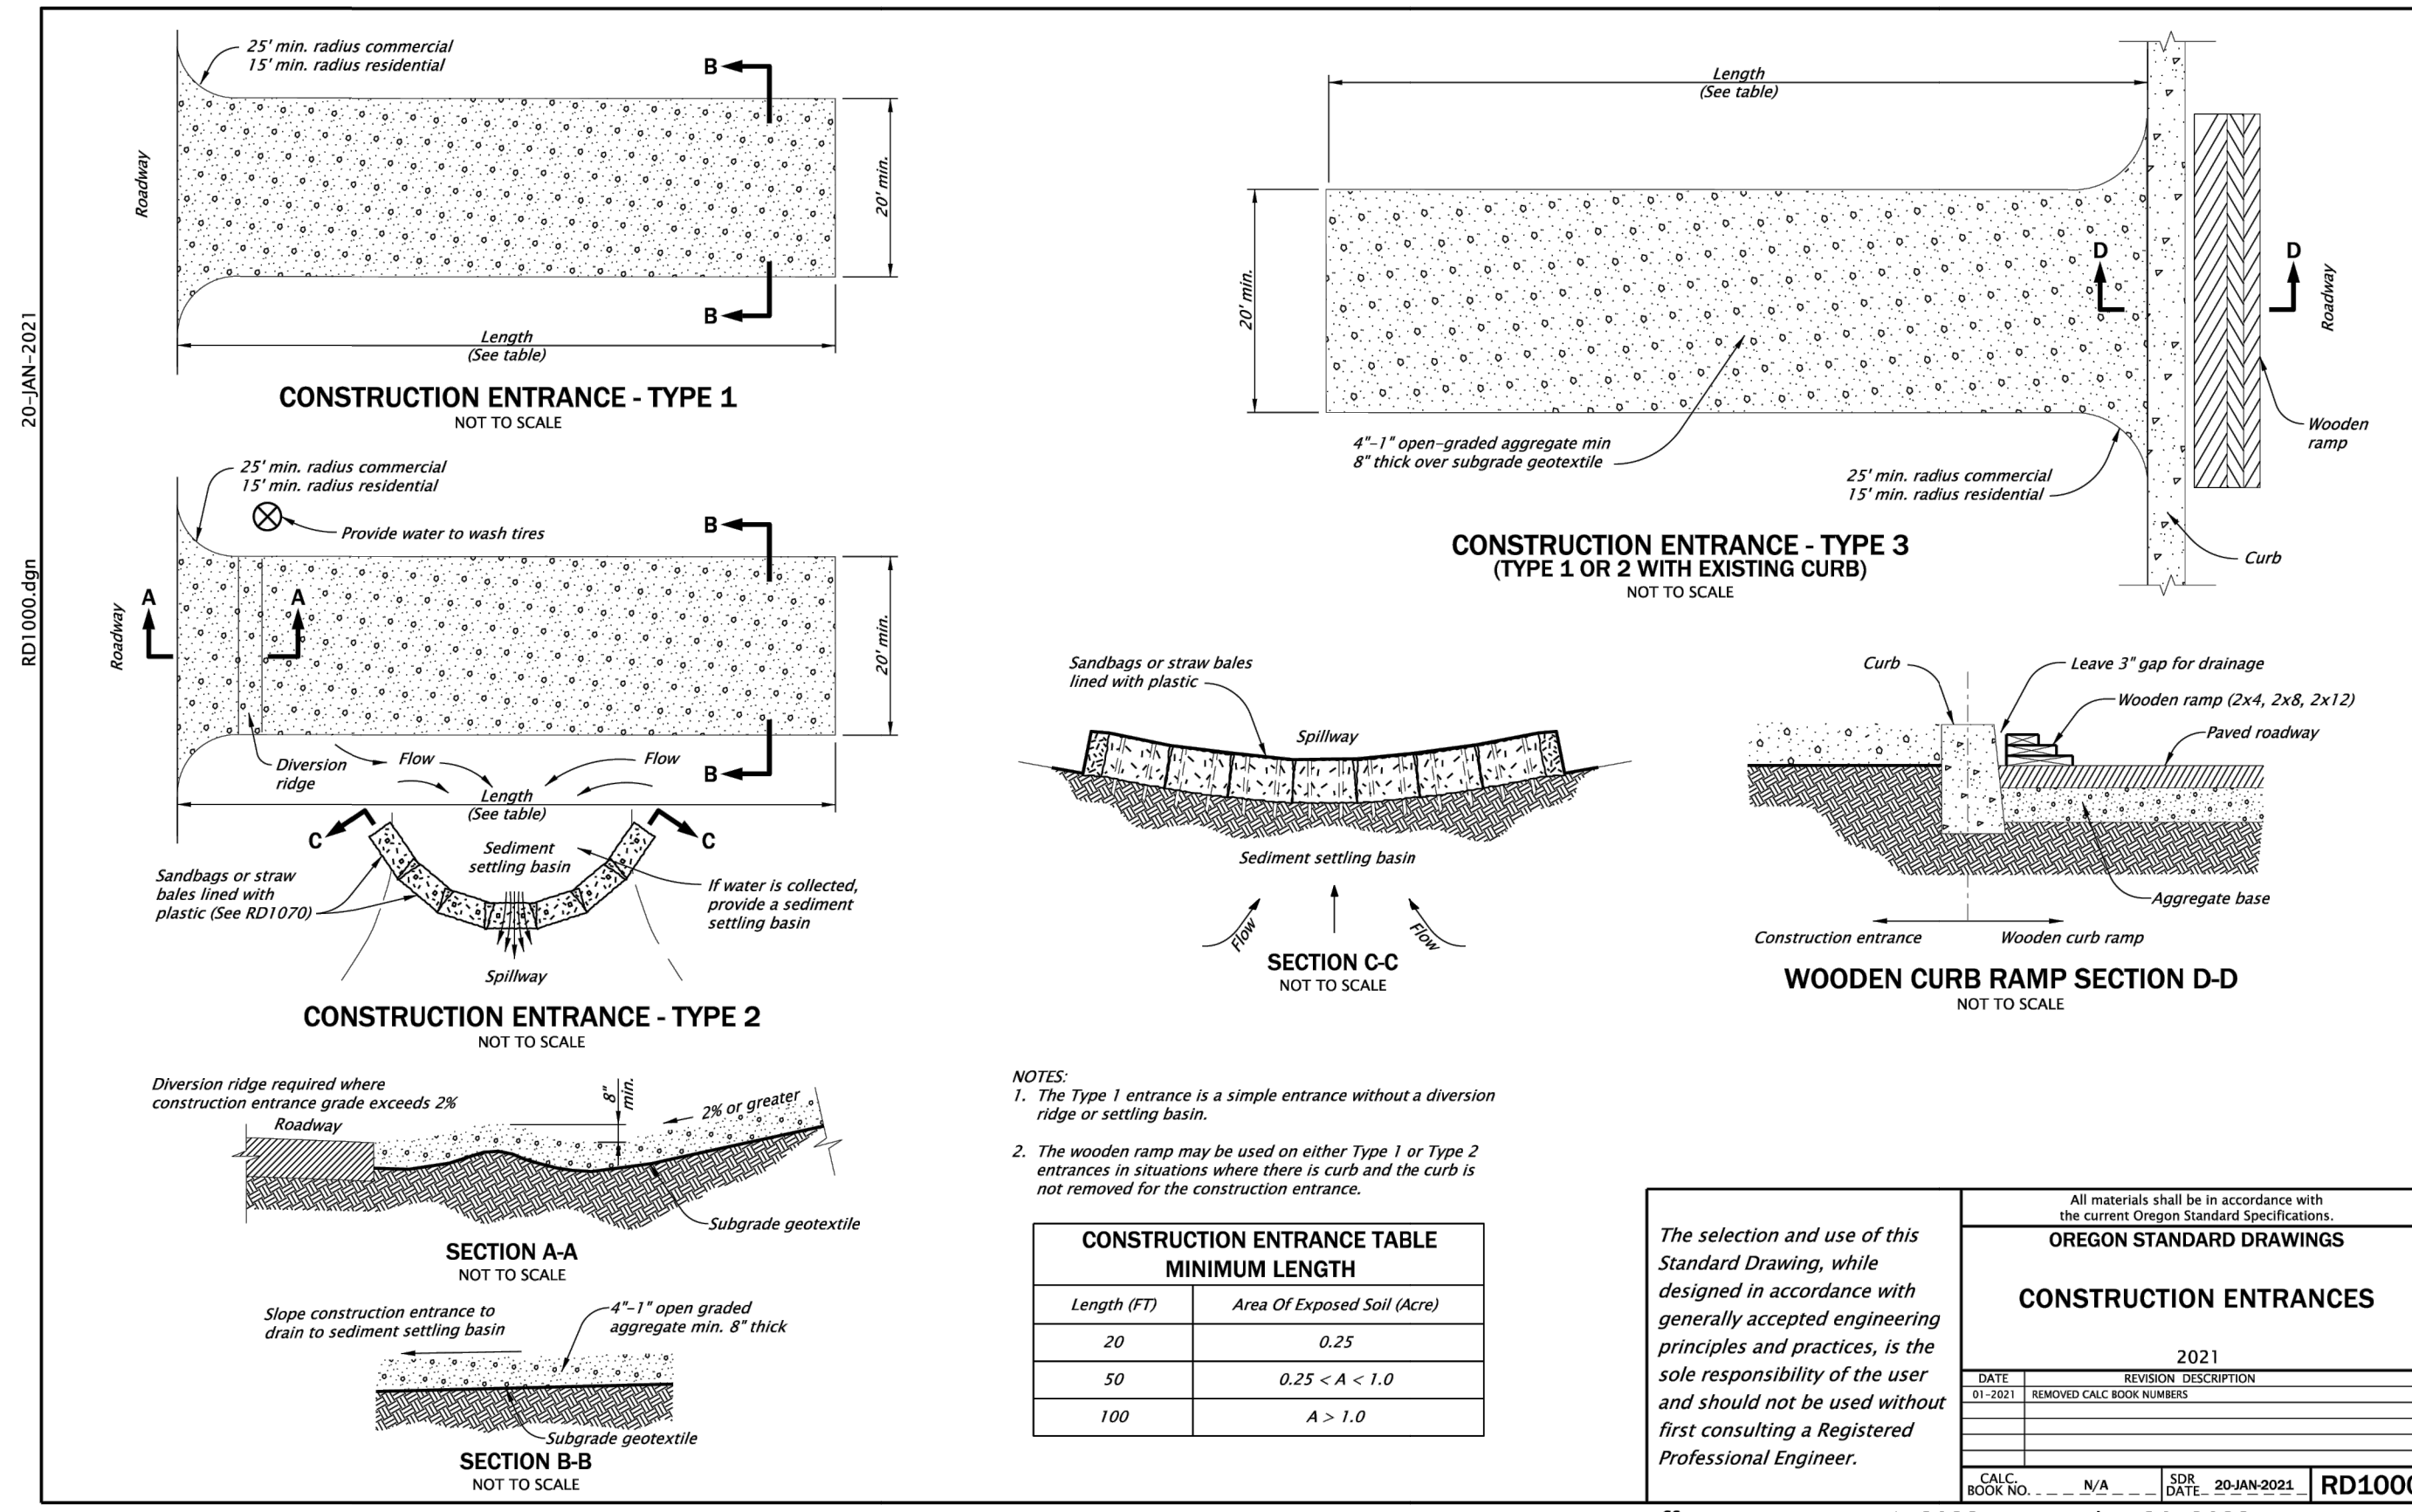 20-JAN-2021
RD1000.dgn
25' min. radius commercial
15' min. radius residential
B
Roadway
20' min.
B
Length
(See table)
CONSTRUCTION ENTRANCE - TYPE 1
NOT TO SCALE
25' min. radius commercial
15' min. radius residential
Provide water to wash tires
B
A
A
Roadway
20' min.
Diversion
ridge
Flow
Flow
B
Length
(See table)
C
C
Sediment
settling basin
Sandbags or straw
bales lined with
plastic (See RD1070)
If water is collected,
provide a sediment
settling basin
Spillway
CONSTRUCTION ENTRANCE - TYPE 2
NOT TO SCALE
Diversion ridge required where
construction entrance grade exceeds 2%
Roadway
8"
min.
2% or greater
Subgrade geotextile
SECTION A-A
NOT TO SCALE
Slope construction entrance to
drain to sediment settling basin
4"-1" open graded
aggregate min. 8" thick
Subgrade geotextile
SECTION B-B
NOT TO SCALE
Length
(See table)
20' min.
D
D
Roadway
Wooden
ramp
4"-1" open-graded aggregate min
8" thick over subgrade geotextile
25' min. radius commercial
15' min. radius residential
Curb
CONSTRUCTION ENTRANCE - TYPE 3
(TYPE 1 OR 2 WITH EXISTING CURB)
NOT TO SCALE
Sandbags or straw bales
lined with plastic
Spillway
Sediment settling basin
Flow
Flow
SECTION C-C
NOT TO SCALE
Curb
Leave 3" gap for drainage
Wooden ramp (2x4, 2x8, 2x12)
Paved roadway
Aggregate base
Construction entrance
Wooden curb ramp
WOODEN CURB RAMP SECTION D-D
NOT TO SCALE
NOTES:
1. The Type 1 entrance is a simple entrance without a diversion
ridge or settling basin.
2. The wooden ramp may be used on either Type 1 or Type 2
entrances in situations where there is curb and the curb is
not removed for the construction entrance.
CONSTRUCTION ENTRANCE TABLE
MINIMUM LENGTH
Length (FT) Area Of Exposed Soil (Acre)
20 0.25
50 0.25 < A < 1.0
100 A > 1.0
The selection and use of this
Standard Drawing, while
designed in accordance with
generally accepted engineering
principles and practices, is the
sole responsibility of the user
and should not be used without
first consulting a Registered
Professional Engineer.
All materials shall be in accordance with
the current Oregon Standard Specifications.
OREGON STANDARD DRAWINGS
CONSTRUCTION ENTRANCES
2021
DATE REVISION DESCRIPTION
01-2021 REMOVED CALC BOOK NUMBERS
CALC.
BOOK NO. N/A
SDR
DATE 20-JAN-2021
RD100